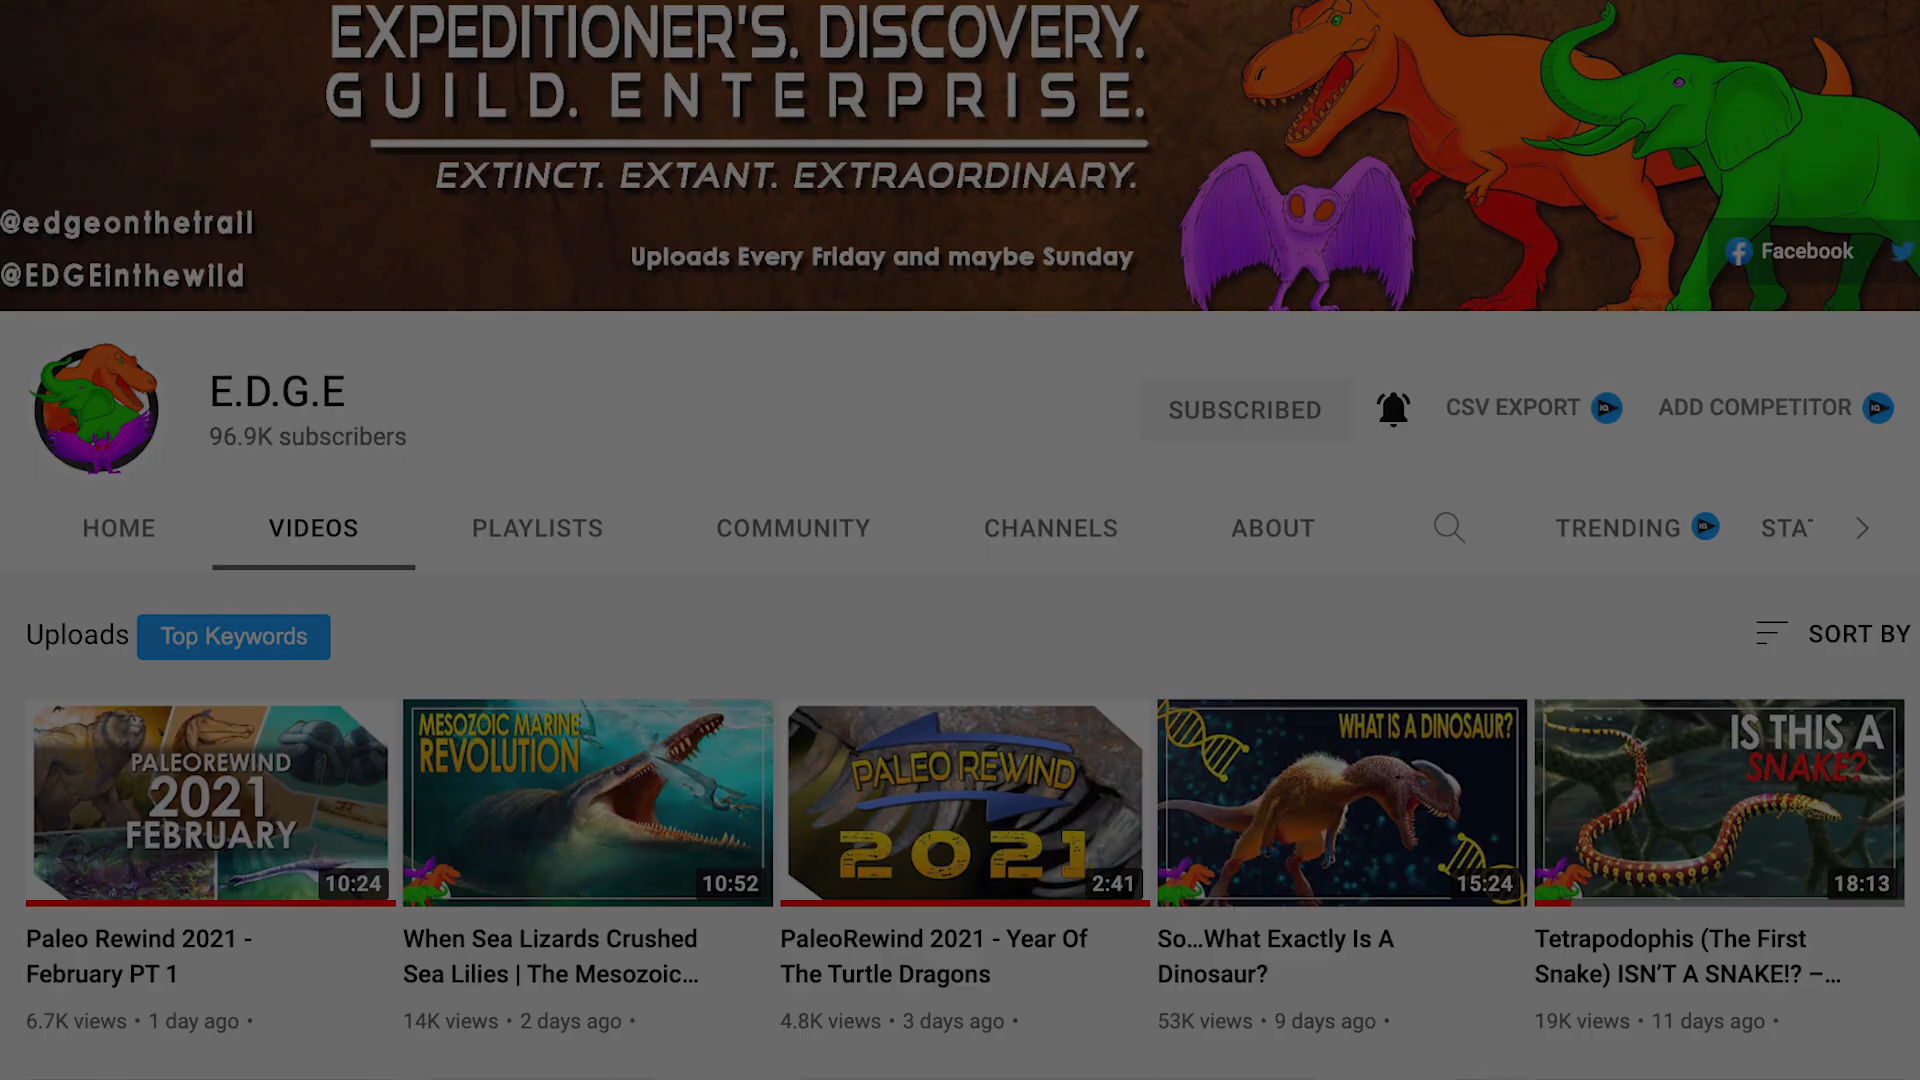 EXPEDITIONER'S. DISCOVERY.
GUILD. ENTERPRISE.
EXTINCT. EXTANT. EXTRAORDINARY.
@edgeonthetrail
@EDGEinthewild
Uploads Every Friday and maybe Sunday
Facebook
E.D.G.E
96.9K subscribers
SUBSCRIBED
CSV EXPORT
ADD COMPETITOR
HOME
VIDEOS
PLAYLISTS
COMMUNITY
CHANNELS
ABOUT
TRENDING
STAT
Uploads
Top Keywords
SORT BY
PALEOREWIND
2021
FEBRUARY
10:24
MESOZOIC MARINE
REVOLUTION
10:52
PALEO REWIND
2021
2:41
WHAT IS A DINOSAUR?
15:24
IS THIS A
SNAKE?
18:13
Paleo Rewind 2021 -
February PT 1
6.7K views • 1 day ago •
When Sea Lizards Crushed
Sea Lilies | The Mesozoic...
14K views • 2 days ago •
PaleoRewind 2021 - Year Of
The Turtle Dragons
4.8K views • 3 days ago •
So...What Exactly Is A
Dinosaur?
53K views • 9 days ago •
Tetrapodophis (The First
Snake) ISN'T A SNAKE!? –...
19K views • 11 days ago •